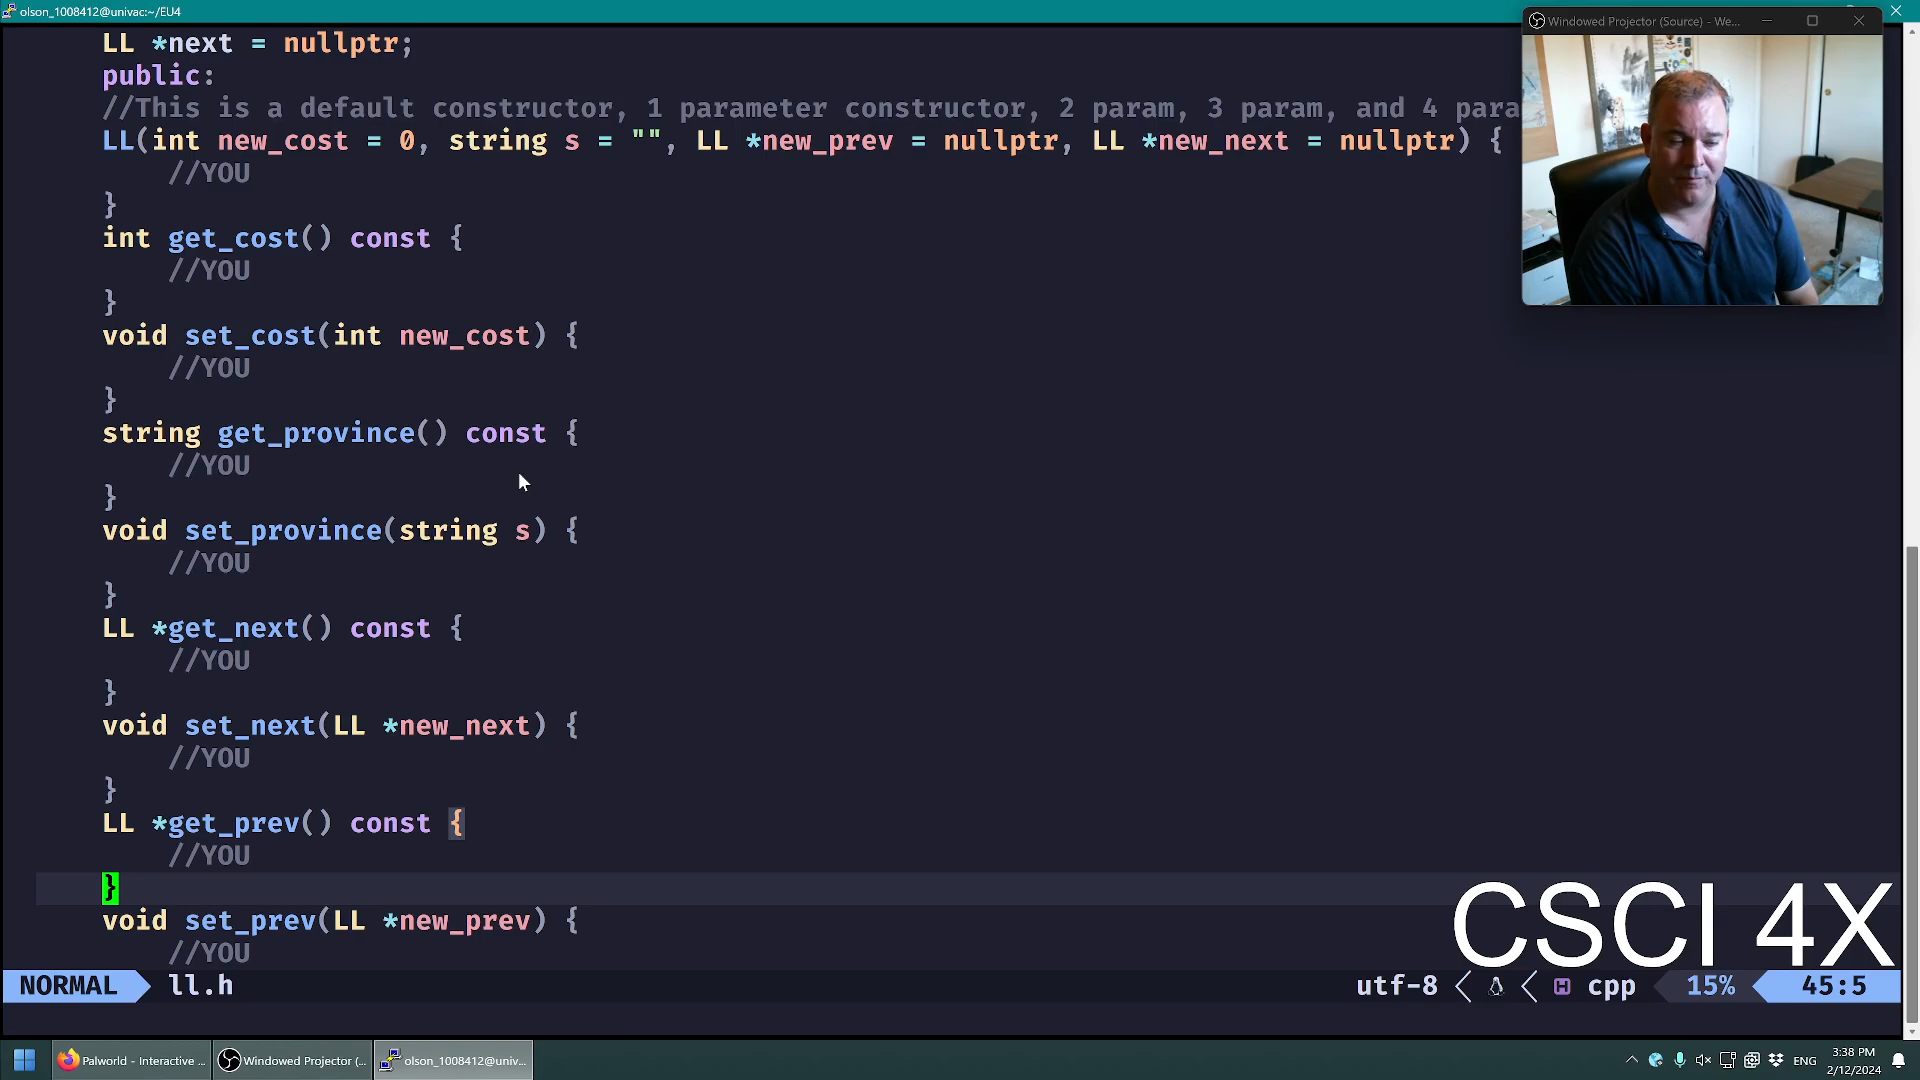 olson_1008412@univac:~/EU4
Windowed Projector (Source) - We...
LL *next = nullptr;
public:
//This is a default constructor, 1 parameter constructor, 2 param, 3 param, and 4 para
LL(int new_cost = 0, string s = "", LL *new_prev = nullptr, LL *new_next = nullptr) {
//YOU
}
int get_cost() const {
//YOU
}
void set_cost(int new_cost) {
//YOU
}
string get_province() const {
//YOU
}
void set_province(string s) {
//YOU
}
LL *get_next() const {
//YOU
}
void set_next(LL *new_next) {
//YOU
}
LL *get_prev() const {
//YOU
}
void set_prev(LL *new_prev) {
//YOU
CSCI 4X
NORMAL ll.h utf-8 cpp 15% 45:5
Palworld - Interactive ... Windowed Projector (... olson_1008412@univ... ENG 3:38 PM
2/12/2024